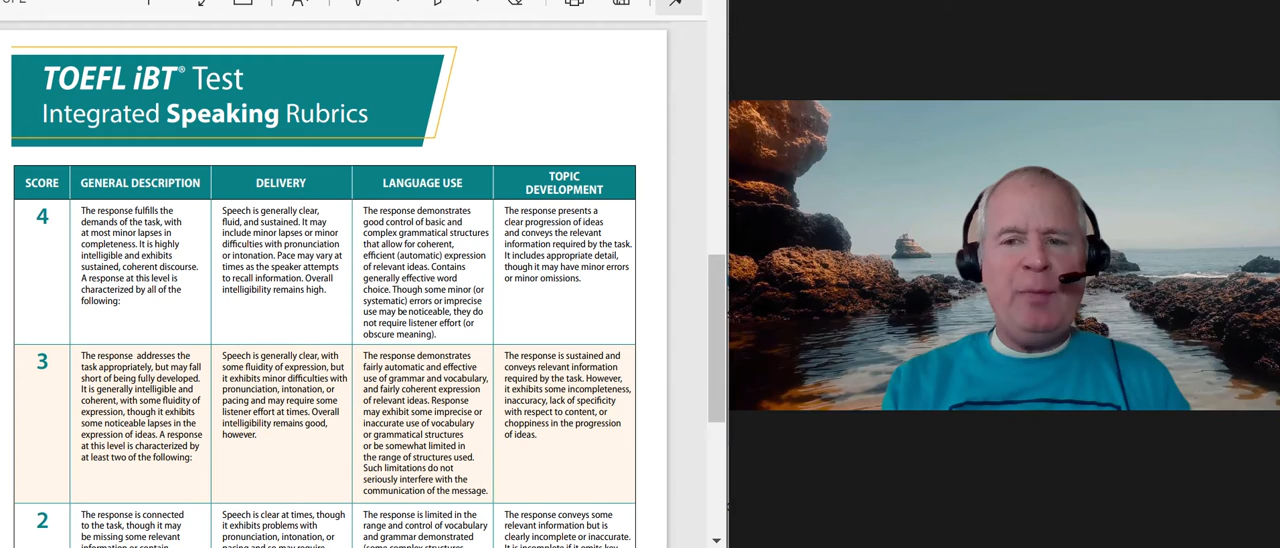 TOEFL iBT® Test
Integrated Speaking Rubrics
SCORE
GENERAL DESCRIPTION
DELIVERY
LANGUAGE USE
TOPIC
DEVELOPMENT
4
The response fulfills the
demands of the task, with
at most minor lapses in
completeness. It is highly
intelligible and exhibits
sustained, coherent discourse.
A response at this level is
characterized by all of the
following:
Speech is generally clear,
fluid, and sustained. It may
include minor lapses or minor
difficulties with pronunciation
or intonation. Pace may vary at
times as the speaker attempts
to recall information. Overall
intelligibility remains high.
The response demonstrates
good control of basic and
complex grammatical structures
that allow for coherent,
efficient (automatic) expression
of relevant ideas. Contains
generally effective word
choice. Though some minor (or
systematic) errors or imprecise
use may be noticeable, they do
not require listener effort (or
obscure meaning).
The response presents a
clear progression of ideas
and conveys the relevant
information required by the task.
It includes appropriate detail,
though it may have minor errors
or minor omissions.
3
The response addresses the
task appropriately, but may fall
short of being fully developed.
It is generally intelligible and
coherent, with some fluidity of
expression, though it exhibits
some noticeable lapses in the
expression of ideas. A response
at this level is characterized by
at least two of the following:
Speech is generally clear, with
some fluidity of expression, but
it exhibits minor difficulties with
pronunciation, intonation, or
pacing and may require some
listener effort at times. Overall
intelligibility remains good,
however.
The response demonstrates
fairly automatic and effective
use of grammar and vocabulary,
and fairly coherent expression
of relevant ideas. Response
may exhibit some imprecise or
inaccurate use of vocabulary
or grammatical structures
or be somewhat limited in
the range of structures used.
Such limitations do not
seriously interfere with the
communication of the message.
The response is sustained and
conveys relevant information
required by the task. However,
it exhibits some incompleteness,
inaccuracy, lack of specificity
with respect to content, or
choppiness in the progression
of ideas.
2
The response is connected
to the task, though it may
be missing some relevant
information or contain
Speech is clear at times, though
it exhibits problems with
pronunciation, intonation, or
pacing and so may require
The response is limited in the
range and control of vocabulary
and grammar demonstrated
(some complex structures
The response conveys some
relevant information but is
clearly incomplete or inaccurate.
It is incomplete if it omits key